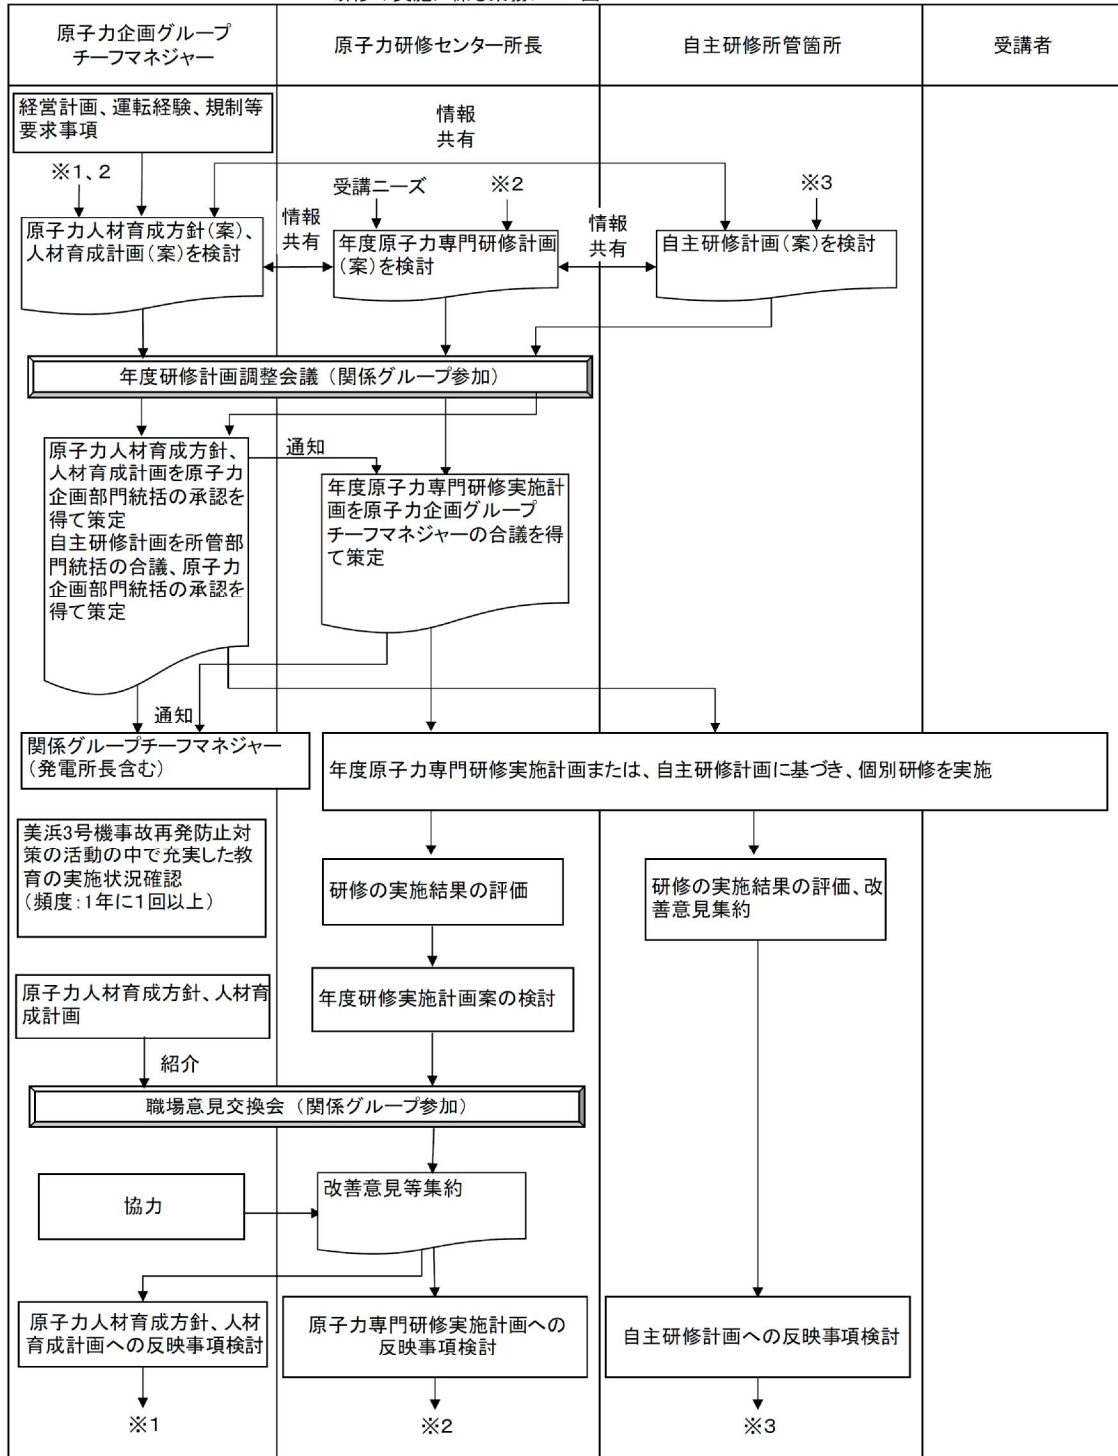 原子力企画グループ
チーフマネジャー
原子力研修センター所長
自主研修所管箇所
受講者
経営計画、運転経験、規制等
要求事項
情報
共有
※1、2
受講ニーズ
※2
※3
原子力人材育成方針(案)、
人材育成計画(案)を検討
情報
共有
年度原子力専門研修計画
(案)を検討
情報
共有
自主研修計画(案)を検討
年度研修計画調整会議(関係グループ参加)
原子力人材育成方針、
人材育成計画を原子力
企画部門統括の承認を
得て策定
自主研修計画を所管部
門統括の合議、原子力
企画部門統括の承認を
得て策定
通知
年度原子力専門研修実施計
画を原子力企画グループ
チーフマネジャーの合議を得
て策定
通知
関係グループチーフマネジャー
(発電所長含む)
年度原子力専門研修実施計画または、自主研修計画に基づき、個別研修を実施
美浜3号機事故再発防止対
策の活動の中で充実した教
育の実施状況確認
(頻度:1年に1回以上)
研修の実施結果の評価
研修の実施結果の評価、改
善意見集約
原子力人材育成方針、人材育
成計画
年度研修実施計画案の検討
紹介
職場意見交換会(関係グループ参加)
協力
改善意見等集約
原子力人材育成方針、人材
育成計画への反映事項検討
原子力専門研修実施計画への
反映事項検討
自主研修計画への反映事項検討
※1
※2
※3